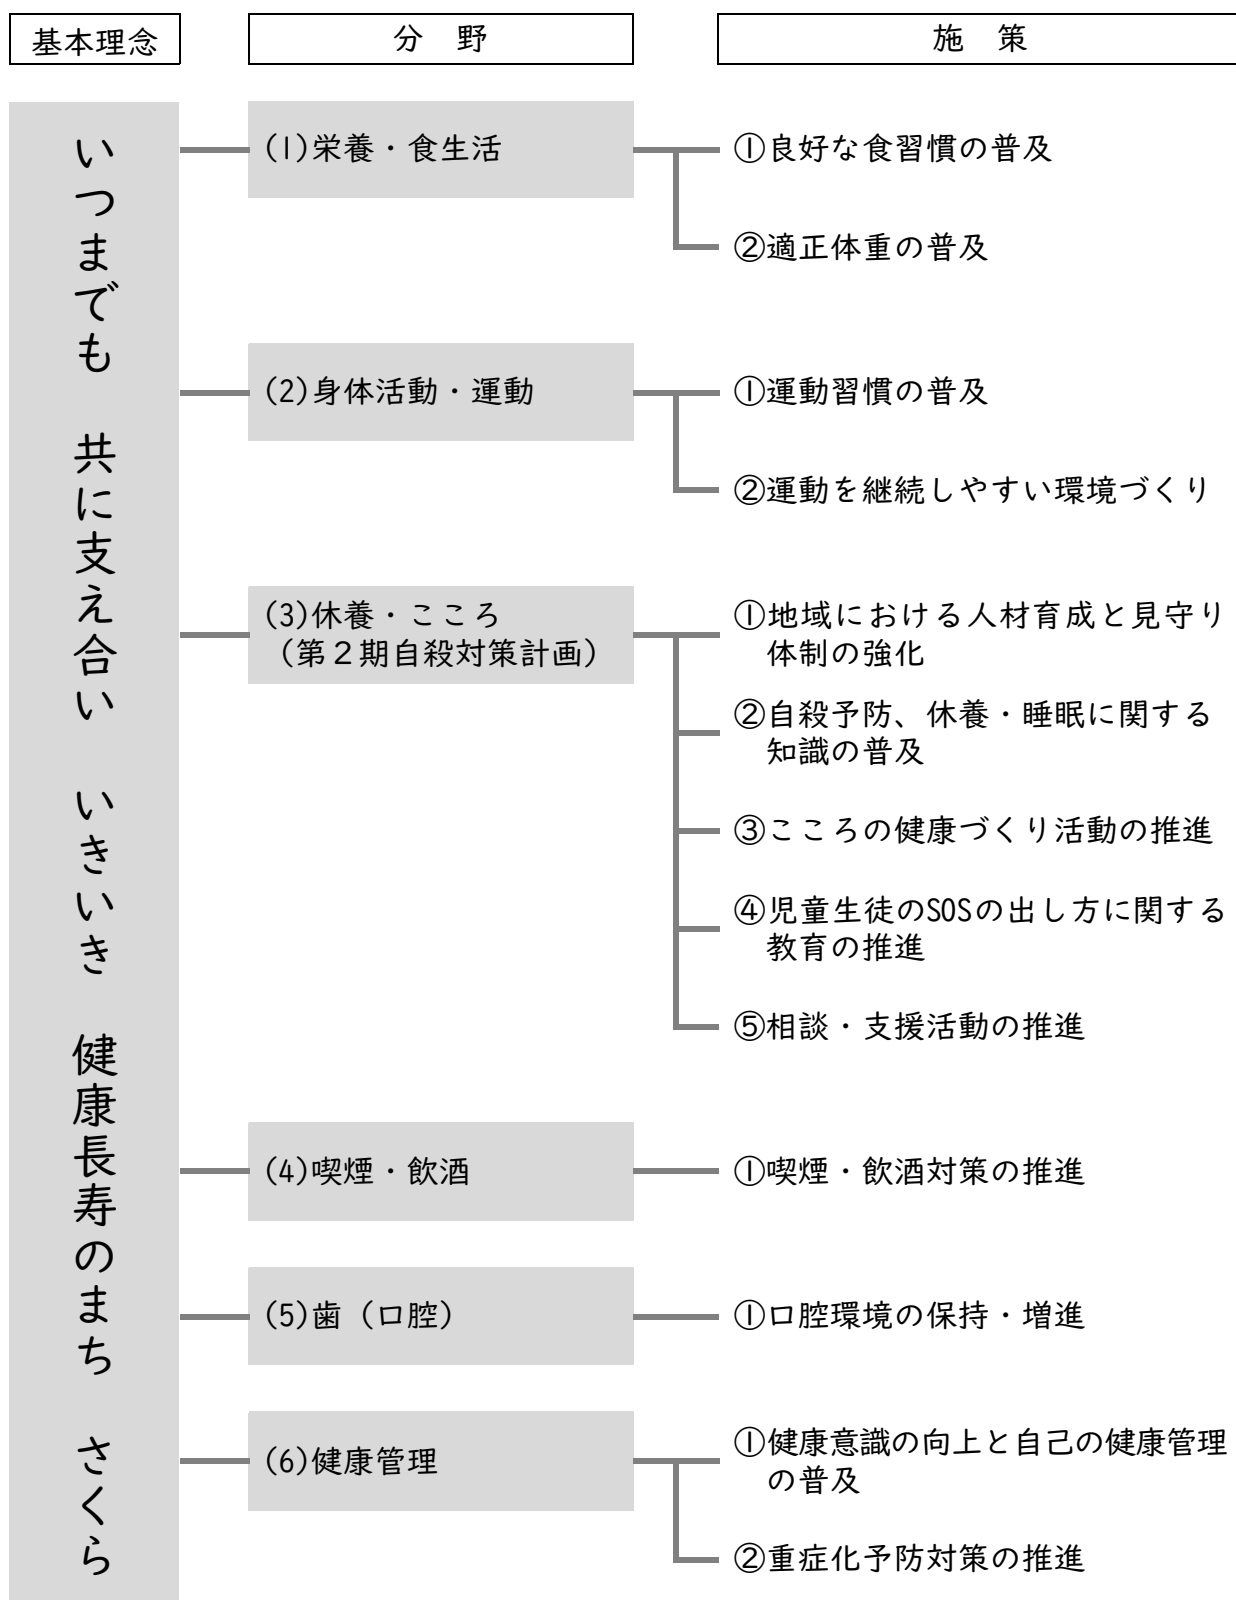 基本理念
分　野
施　策
いつまでも　共に支え合い　いきいき　健康長寿のまち　さくら
(1)栄養・食生活
①良好な食習慣の普及
②適正体重の普及
(2)身体活動・運動
①運動習慣の普及
②運動を継続しやすい環境づくり
(3)休養・こころ
（第２期自殺対策計画）
①地域における人材育成と見守り
体制の強化
②自殺予防、休養・睡眠に関する
知識の普及
③こころの健康づくり活動の推進
④児童生徒のSOSの出し方に関する
教育の推進
⑤相談・支援活動の推進
(4)喫煙・飲酒
①喫煙・飲酒対策の推進
(5)歯（口腔）
①口腔環境の保持・増進
(6)健康管理
①健康意識の向上と自己の健康管理
の普及
②重症化予防対策の推進